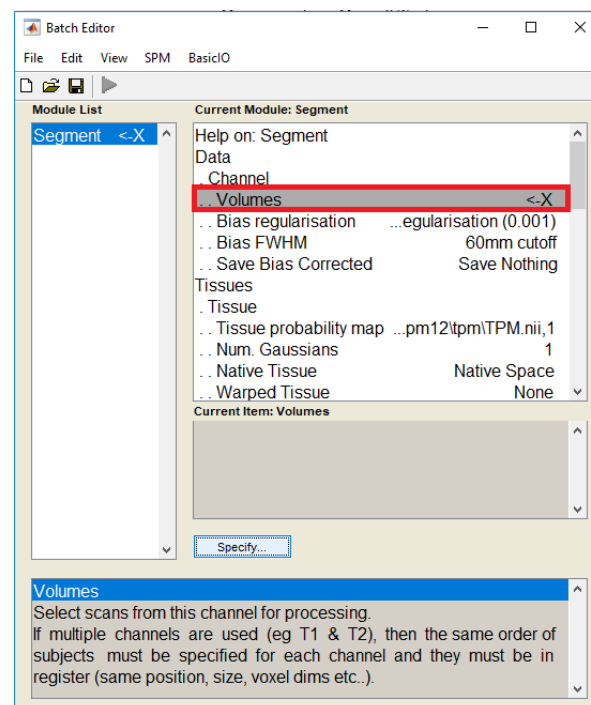 Batch Editor
File Edit View SPM BasicIO
Module List
Current Module: Segment
Segment <-X
Help on: Segment
Data
. Channel
. . Volumes <-X
. . Bias regularisation ...egularisation (0.001)
. . Bias FWHM 60mm cutoff
. . Save Bias Corrected Save Nothing
Tissues
. Tissue
. . Tissue probability map ...pm12\tpm\TPM.nii,1
. . Num. Gaussians 1
. . Native Tissue Native Space
. . Warped Tissue None
Current Item: Volumes
Specify...
Volumes
Select scans from this channel for processing.
If multiple channels are used (eg T1 & T2), then the same order of
subjects must be specified for each channel and they must be in
register (same position, size, voxel dims etc..).